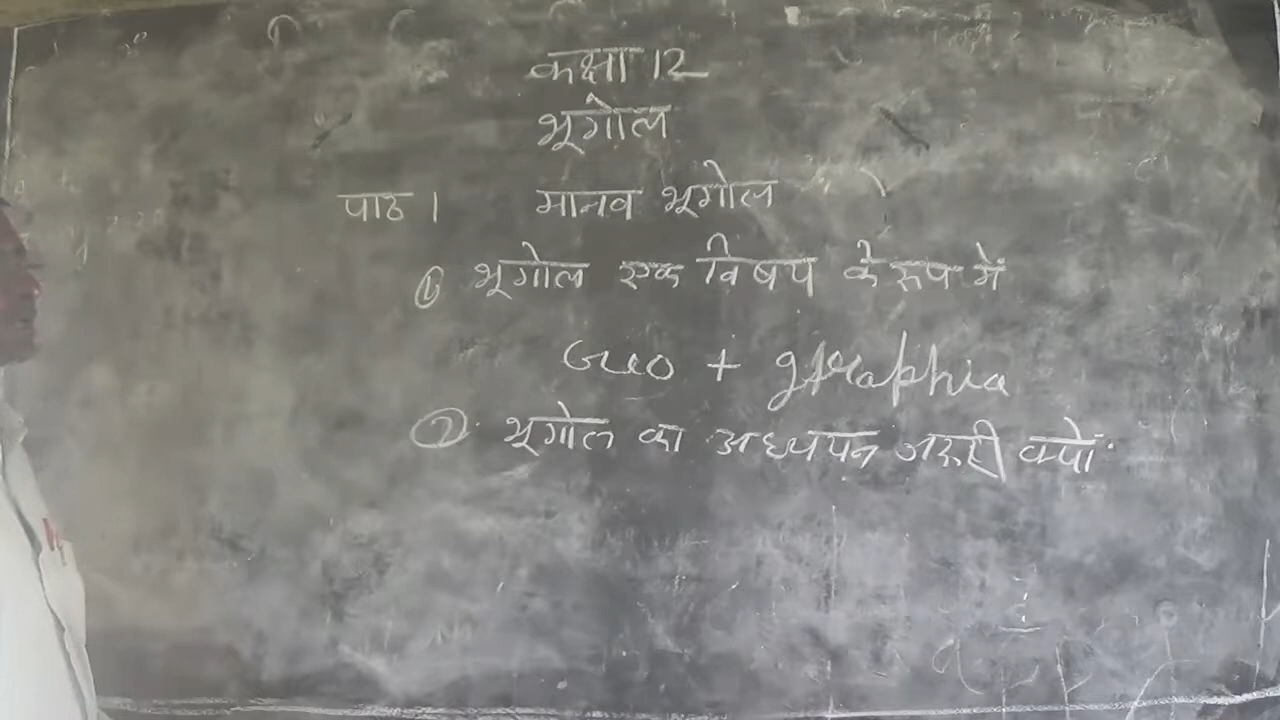 कक्षा 12
भूगोल
पाठ 1 मानव भूगोल
① भूगोल एक विषय के रूप में
Geo + graphia
② भूगोल का अध्ययन जरूरी क्यों